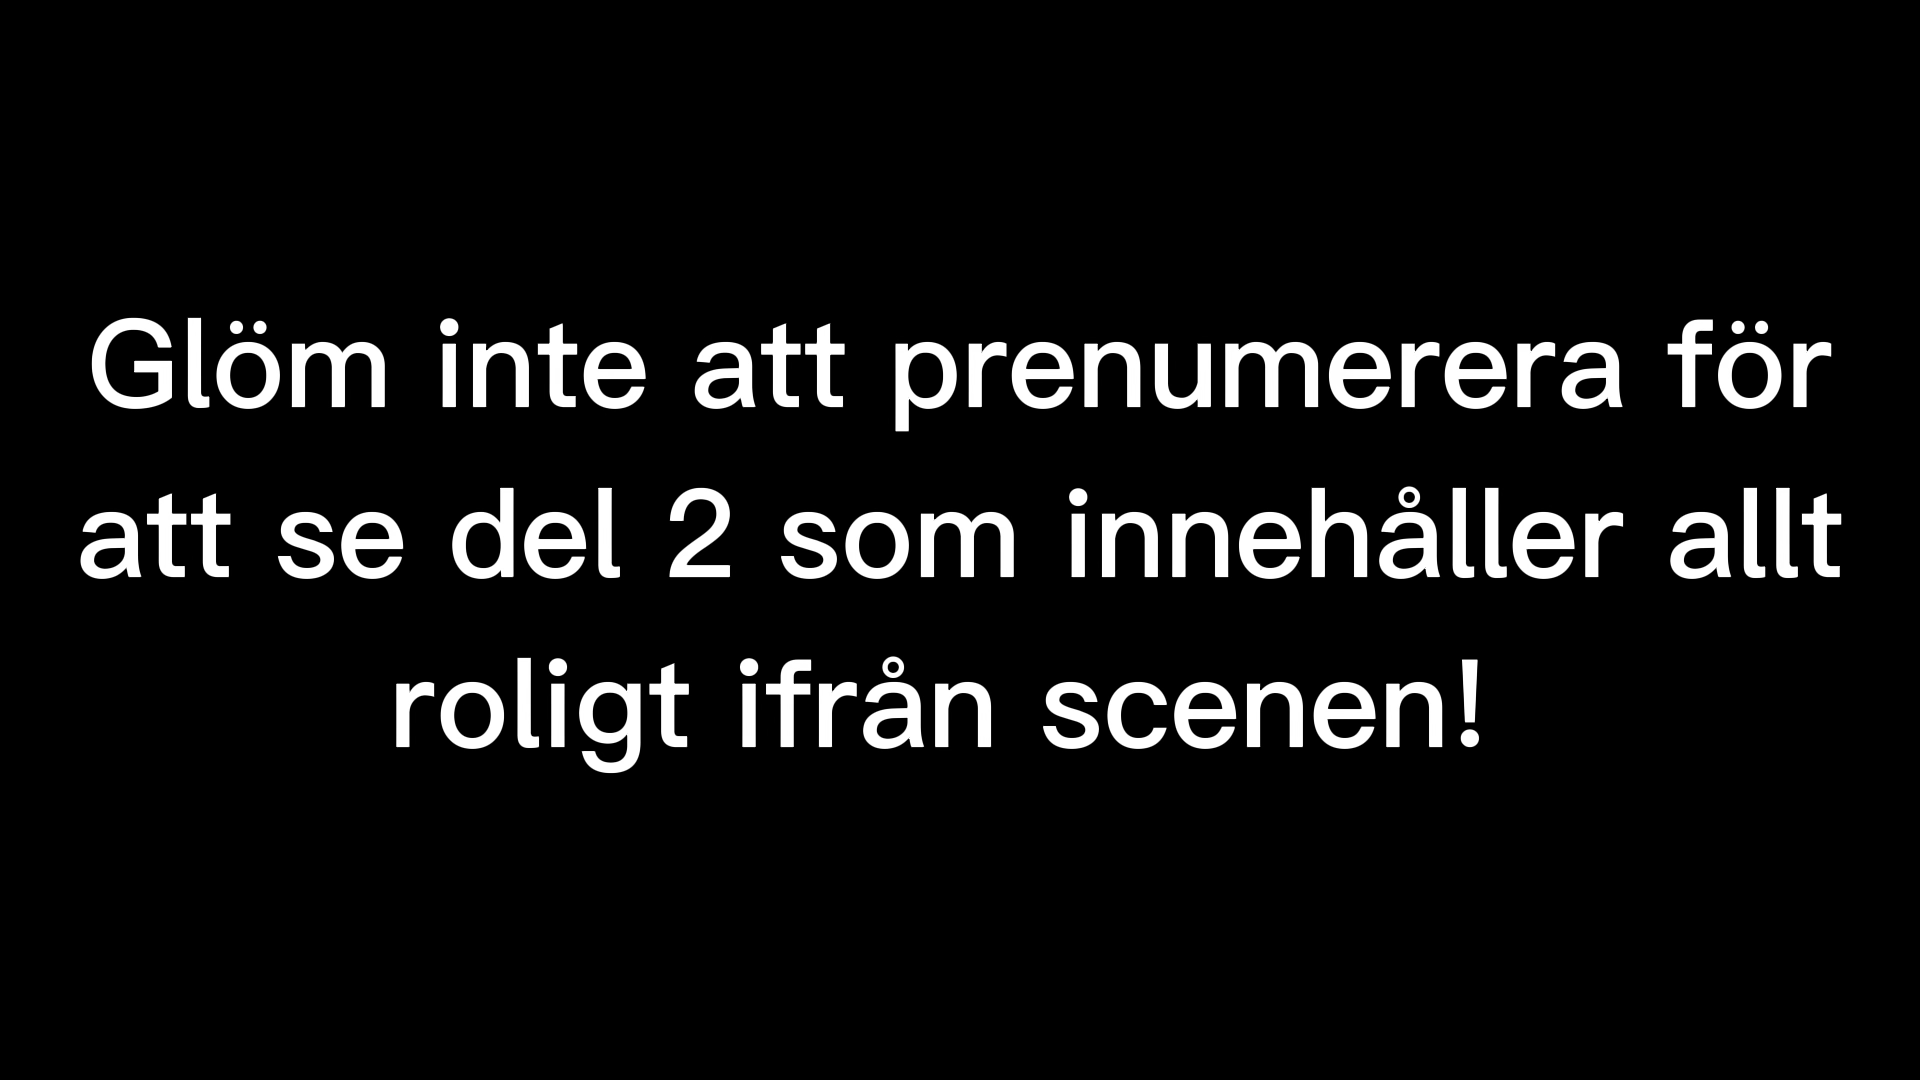 Glöm inte att prenumerera för
att se del 2 som innehåller allt
roligt ifrån scenen!